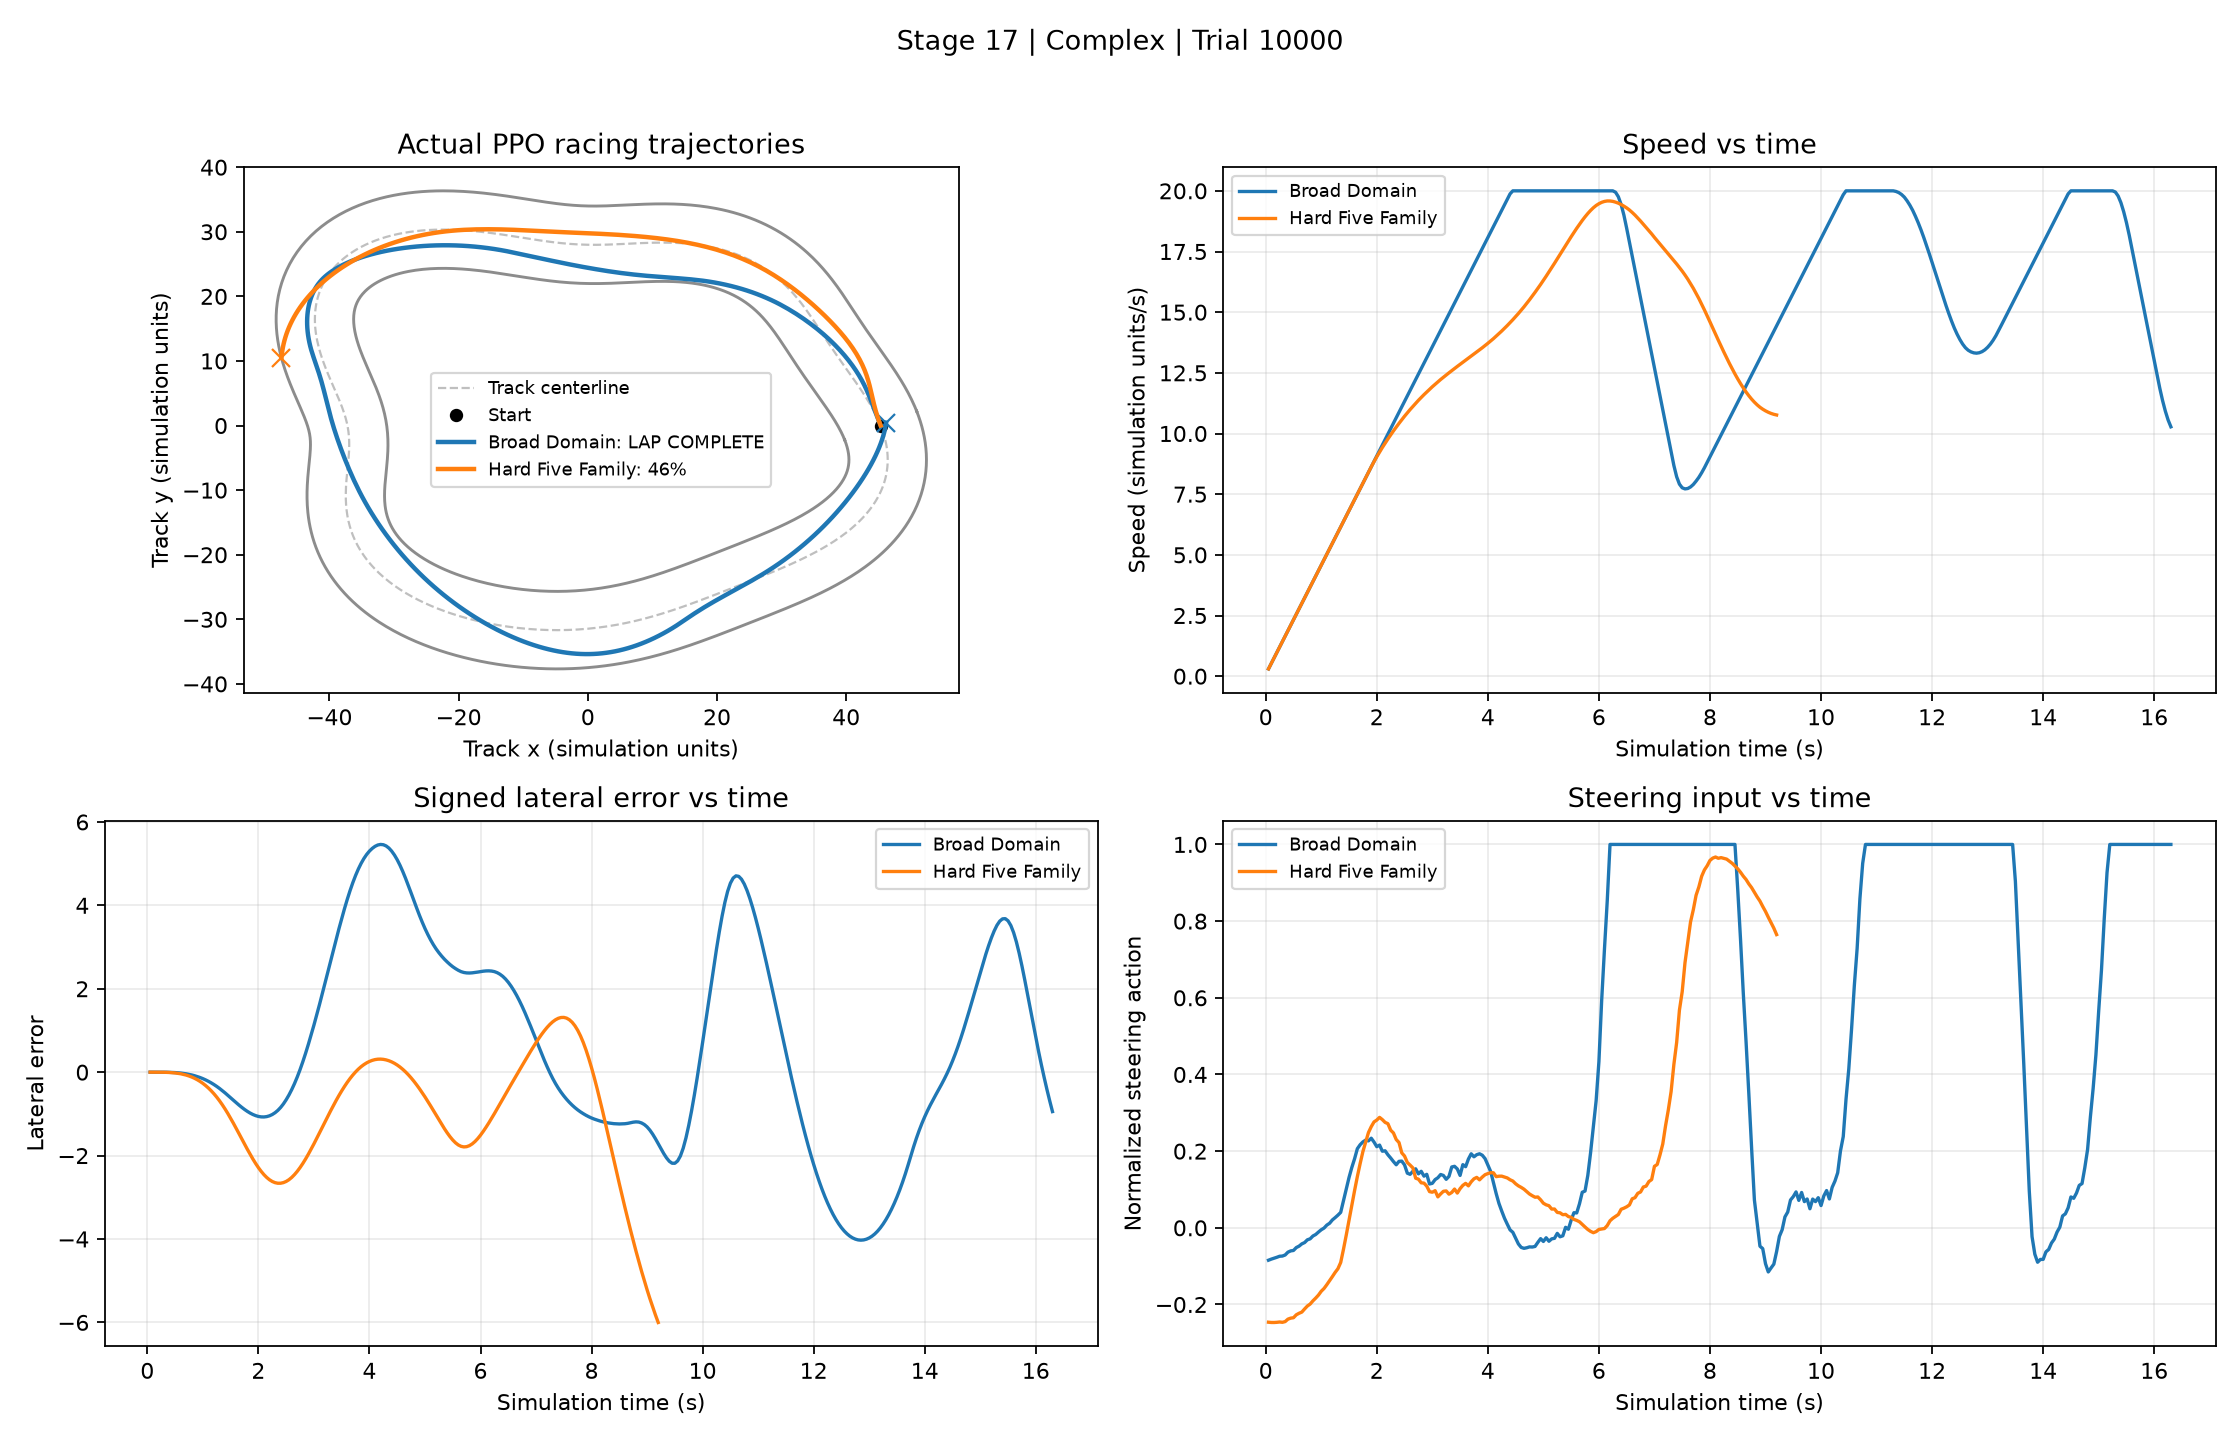 Stage 17 | Complex | Trial 10000
Actual PPO racing trajectories
40
30
20
10
0
−10
−20
−30
−40
−40
−20
0
20
40
Track y (simulation units)
Track x (simulation units)
Track centerline
Start
Broad Domain: LAP COMPLETE
Hard Five Family: 46%
Speed vs time
20.0
17.5
15.0
12.5
10.0
7.5
5.0
2.5
0.0
0
2
4
6
8
10
12
14
16
Speed (simulation units/s)
Simulation time (s)
Broad Domain
Hard Five Family
Signed lateral error vs time
6
4
2
0
−2
−4
−6
0
2
4
6
8
10
12
14
16
Lateral error
Simulation time (s)
Broad Domain
Hard Five Family
Steering input vs time
1.0
0.8
0.6
0.4
0.2
0.0
−0.2
0
2
4
6
8
10
12
14
16
Normalized steering action
Simulation time (s)
Broad Domain
Hard Five Family